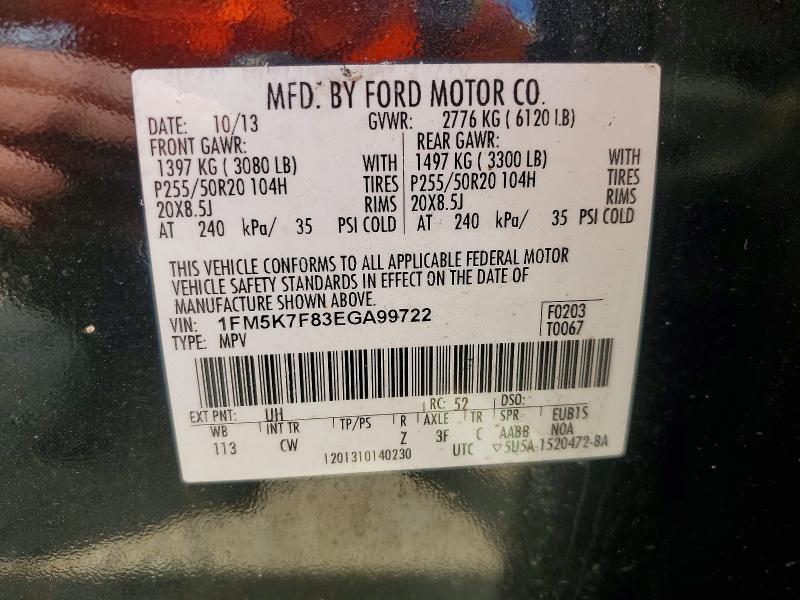 MFD. BY FORD MOTOR CO.
DATE: 10/13 GVWR: 2776 KG ( 6120 LB)
FRONT GAWR: REAR GAWR:
1397 KG ( 3080 LB) WITH 1497 KG ( 3300 LB) WITH
P255/50R20 104H TIRES P255/50R20 104H TIRES
20X8.5J RIMS 20X8.5J RIMS
AT 240 kPa/ 35 PSI COLD AT 240 kPa/ 35 PSI COLD
THIS VEHICLE CONFORMS TO ALL APPLICABLE FEDERAL MOTOR
VEHICLE SAFETY STANDARDS IN EFFECT ON THE DATE OF
MANUFACTURE SHOWN ABOVE.
VIN: 1FM5K7F83EGA99722 F0203
TYPE: MPV T0067
EXT PNT: UH RC: 52 DSO:
WB INT TR TP/PS R AXLE TR SPR EUB1S
113 CW Z 3F C AABB NOA
1201310140230 UTC ▽5U5A-1520472-BA